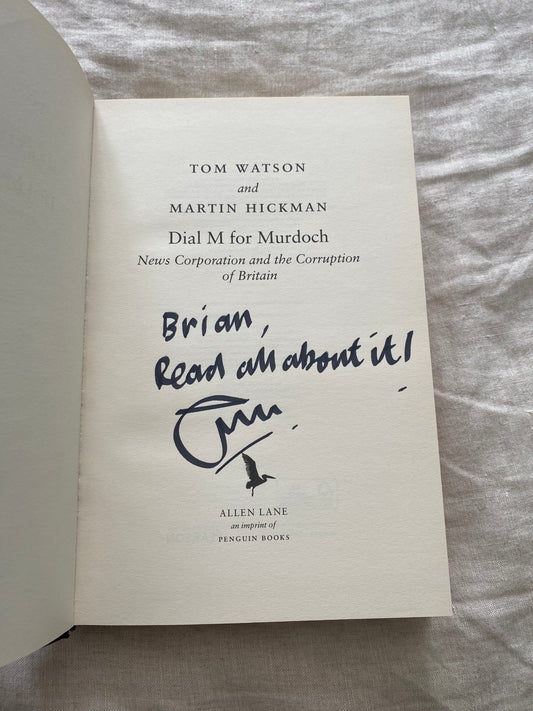 TOM WATSON
and
MARTIN HICKMAN
Dial M for Murdoch
News Corporation and the Corruption
of Britain
Brian,
Read all about it!
ALLEN LANE
an imprint of
PENGUIN BOOKS